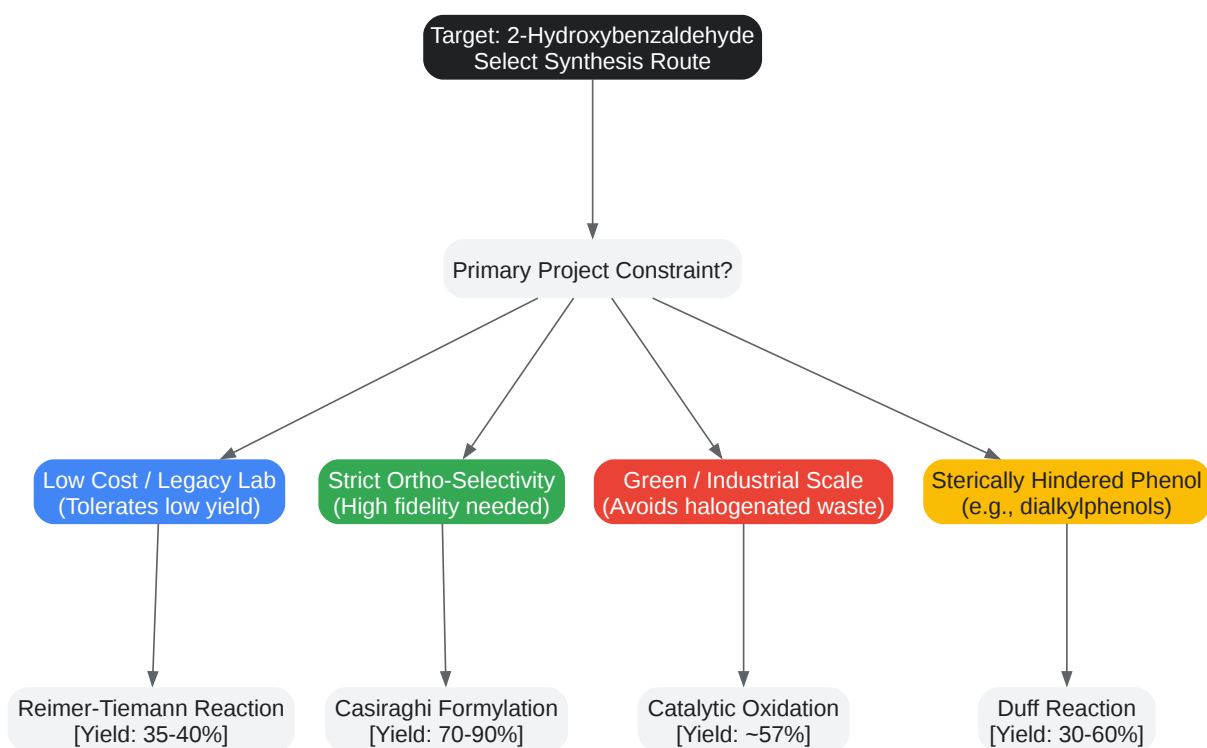 Target: 2-Hydroxybenzaldehyde
Select Synthesis Route
Primary Project Constraint?
Low Cost / Legacy Lab
(Tolerates low yield)
Strict Ortho-Selectivity
(High fidelity needed)
Green / Industrial Scale
(Avoids halogenated waste)
Sterically Hindered Phenol
(e.g., dialkylphenols)
Reimer-Tiemann Reaction
[Yield: 35-40%]
Casiraghi Formylation
[Yield: 70-90%]
Catalytic Oxidation
[Yield: ~57%]
Duff Reaction
[Yield: 30-60%]